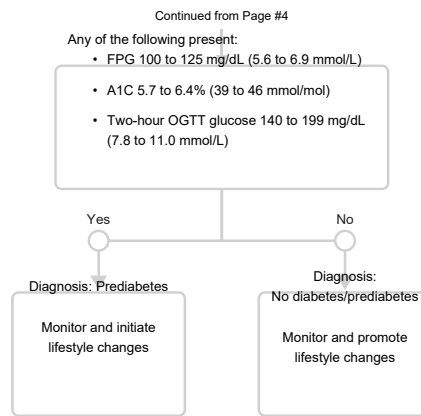 Continued from Page #4
Any of the following present:
• FPG 100 to 125 mg/dL (5.6 to 6.9 mmol/L)
• A1C 5.7 to 6.4% (39 to 46 mmol/mol)
• Two-hour OGTT glucose 140 to 199 mg/dL
(7.8 to 11.0 mmol/L)
Yes
No
Diagnosis: Prediabetes
Monitor and initiate
lifestyle changes
Diagnosis:
No diabetes/prediabetes
Monitor and promote
lifestyle changes